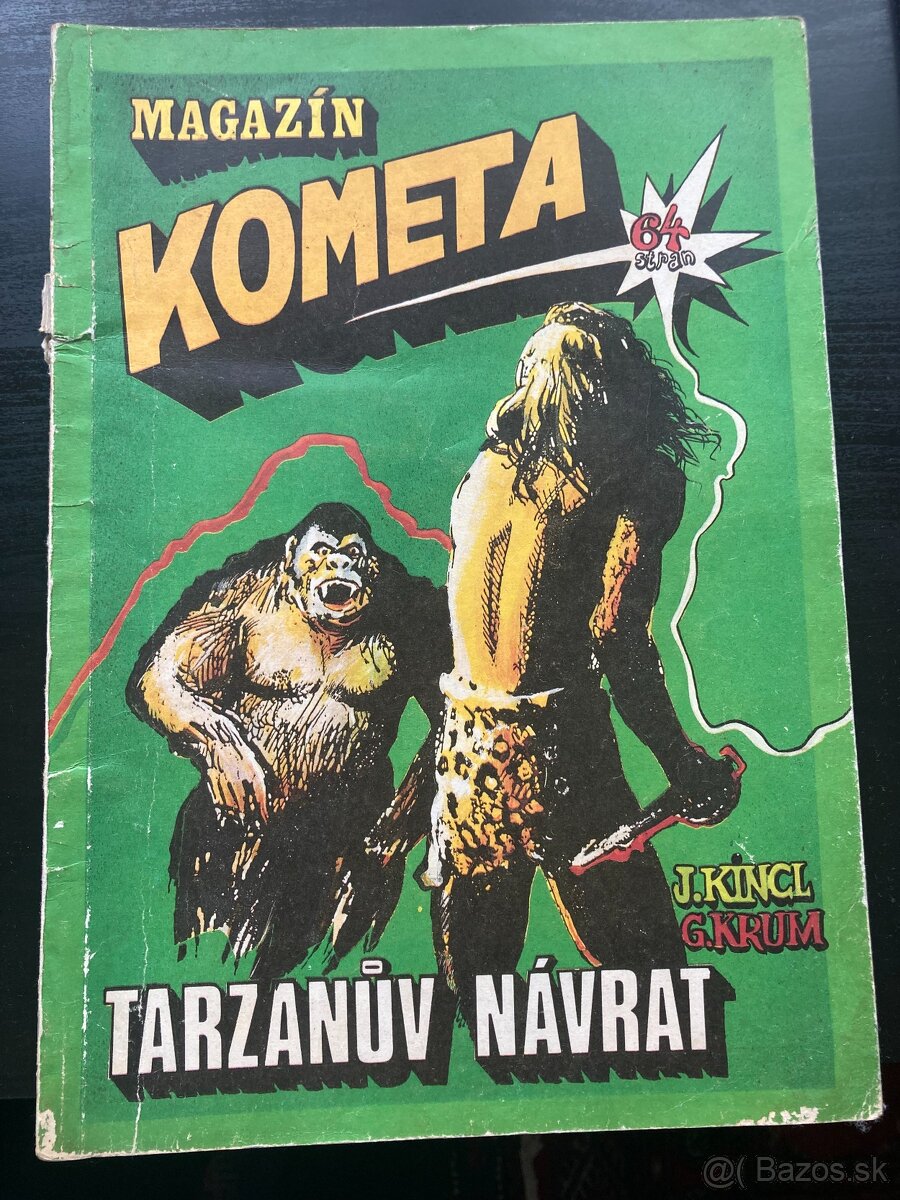 MAGAZÍN
KOMETA
64
stran
J.KINCL
G.KRUM
TARZANŮV NÁVRAT
@( Bazos.sk